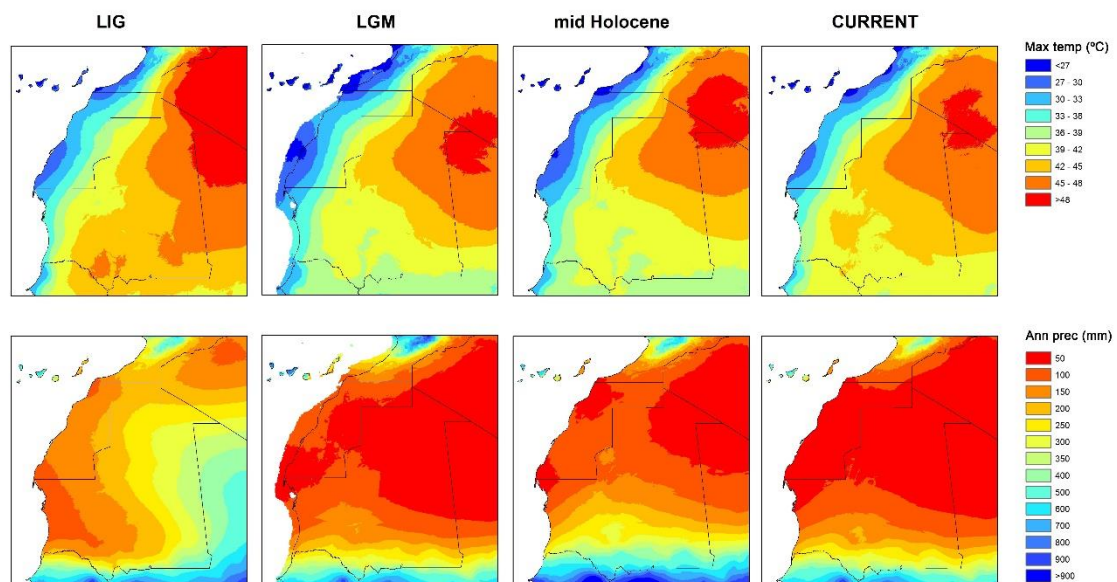 LIG
LGM
mid Holocene
CURRENT
Max temp (ºC)
<27
27 - 30
30 - 33
33 - 38
36 - 39
39 - 42
42 - 45
45 - 48
>48
Ann prec (mm)
50
100
150
200
250
300
350
400
500
600
700
800
900
>900